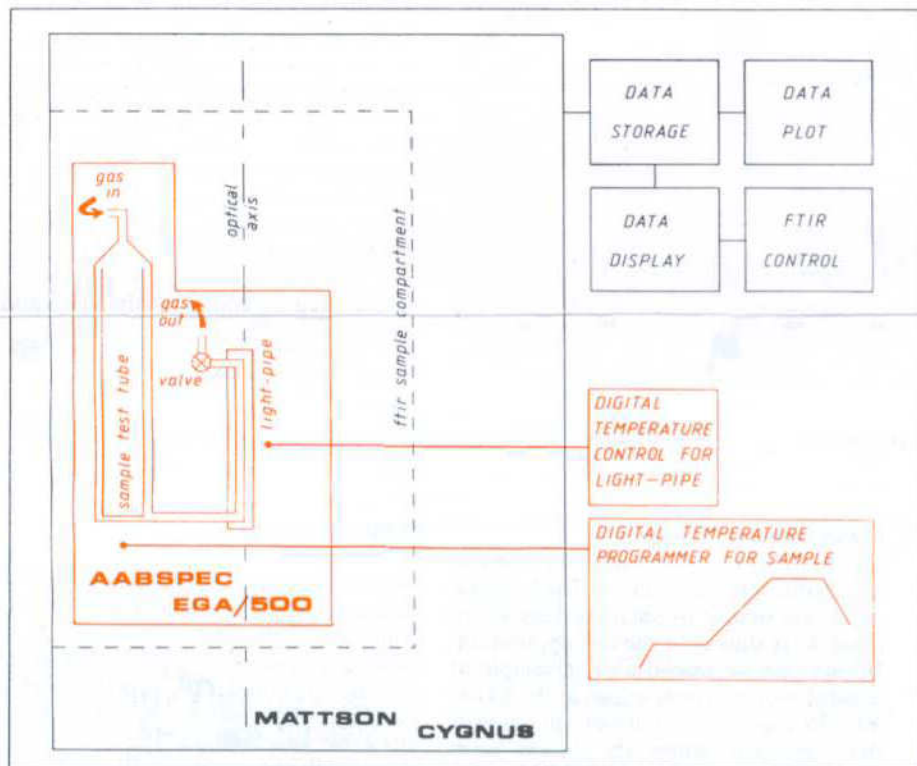 gas
in
sample test tube
gas
out
valve
light-pipe
optical
axis
ftir sample compartment
AABSPEC
EGA/500
MATTSON
CYGNUS
DATA
STORAGE
DATA
PLOT
DATA
DISPLAY
FTIR
CONTROL
DIGITAL
TEMPERATURE
CONTROL FOR
LIGHT-PIPE
DIGITAL TEMPERATURE
PROGRAMMER FOR SAMPLE